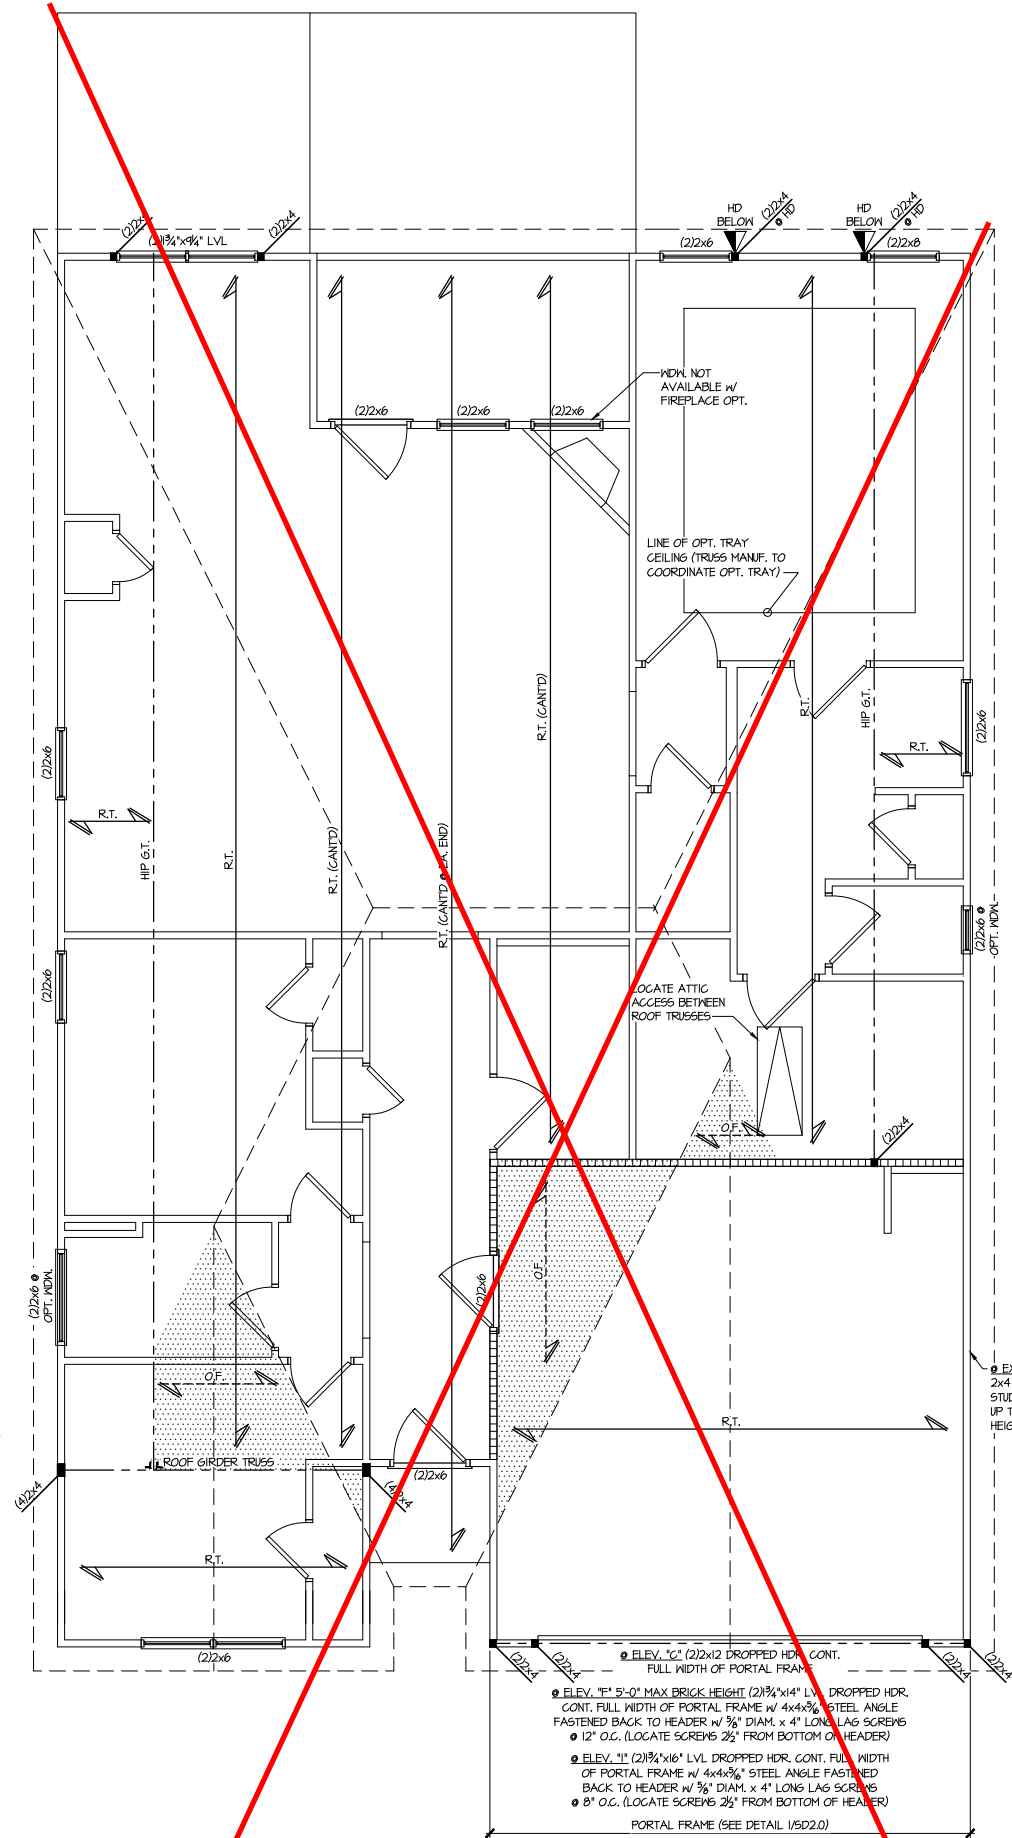 HD
BELOW
(2)2x4
@ HD
HD
BELOW
(2)2x4
@ HD
(2)2x4
(2)1¾"x9¼" LVL
(2)2x4
(2)2x6
(2)2x8
WDW. NOT
AVAILABLE W/
FIREPLACE OPT.
(2)2x6
(2)2x6
(2)2x6
LINE OF OPT. TRAY
CEILING (TRUSS MANUF. TO
COORDINATE OPT. TRAY)
(2)2x6
R.T.
HIP G.T.
R.T.
R.T. (CANT'D)
R.T. (CANT'D @ EA. END)
R.T. (CANT'D)
R.T.
HIP G.T.
R.T.
(2)2x6
(2)2x6 @
OPT. WDW.
(2)2x6
LOCATE ATTIC
ACCESS BETWEEN
ROOF TRUSSES
O.F.
(2)2x4
(2)2x6 @
OPT. WDW.
O.F.
(2)2x6
O.F.
@ EX
2x4
STUD
UP T
HEIG
R.T.
ROOF GIRDER TRUSS
(4)2x4
(4)2x4
(2)2x6
R.T.
(2)2x6
(2)2x4
(2)2x4
(2)2x4
(2)2x4
@ ELEV. "C" (2)2x12 DROPPED HDR. CONT.
FULL WIDTH OF PORTAL FRAME
@ ELEV. "F" 5'-0" MAX BRICK HEIGHT (2)1¾"x14" LVL DROPPED HDR.
CONT. FULL WIDTH OF PORTAL FRAME W/ 4x4x5/16" STEEL ANGLE
FASTENED BACK TO HEADER W/ 5/8" DIAM. x 4" LONG LAG SCREWS
@ 12" O.C. (LOCATE SCREWS 2½" FROM BOTTOM OF HEADER)
@ ELEV. "I" (2)1¾"x16" LVL DROPPED HDR. CONT. FULL WIDTH
OF PORTAL FRAME W/ 4x4x5/16" STEEL ANGLE FASTENED
BACK TO HEADER W/ 5/8" DIAM. x 4" LONG LAG SCREWS
@ 8" O.C. (LOCATE SCREWS 2½" FROM BOTTOM OF HEADER)
PORTAL FRAME (SEE DETAIL 1/SD2.0)